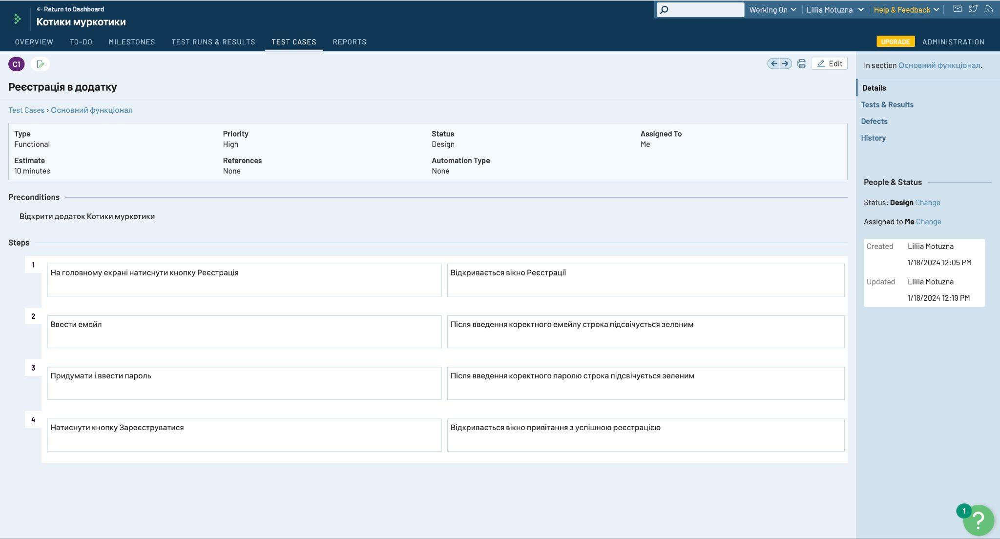 ← Return to Dashboard
Котики муркотики
Working On
Liliia Motuzna
Help & Feedback
OVERVIEW TO-DO MILESTONES TEST RUNS & RESULTS TEST CASES REPORTS
UPGRADE ADMINISTRATION
C1
Edit
Реєстрація в додатку
Test Cases › Основний функціонал
Type Priority Status Assigned To
Functional High Design Me
Estimate References Automation Type
10 minutes None None
Preconditions
Відкрити додаток Котики муркотики
Steps
1
На головному екрані натиснути кнопку Реєстрація
Відкривається вікно Реєстрації
2
Ввести емейл
Після введення коректного емейлу строка підсвічується зеленим
3
Придумати і ввести пароль
Після введення коректного паролю строка підсвічується зеленим
4
Натиснути кнопку Зареєструватися
Відкривається вікно привітання з успішною реєстрацією
In section Основний функціонал.
Details
Tests & Results
Defects
History
People & Status
Status: Design Change
Assigned to Me Change
Created Liliia Motuzna
1/18/2024 12:05 PM
Updated Liliia Motuzna
1/18/2024 12:19 PM
1
?